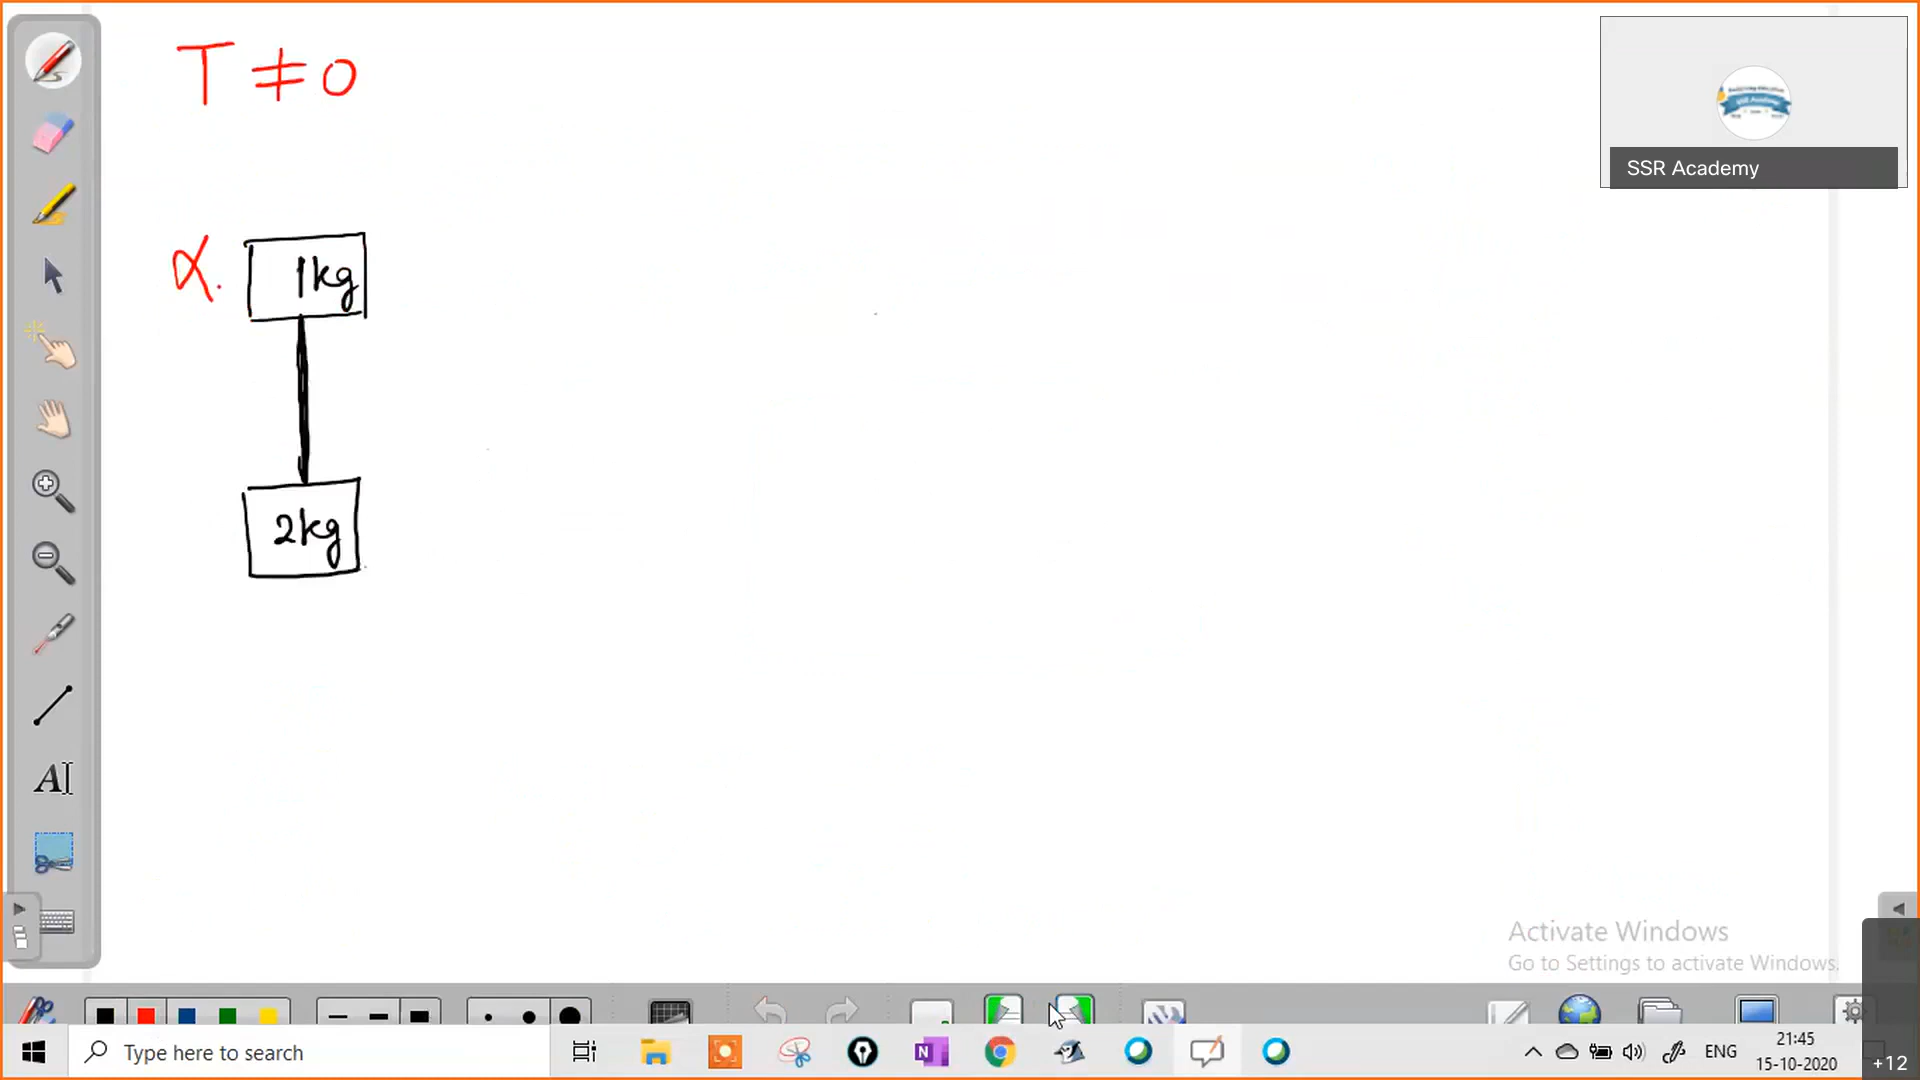 T ≠ 0
α.
1kg
2kg
SSR Academy
Activate Windows
Go to Settings to activate Windows.
Type here to search
ENG
21:45
15-10-2020
+12